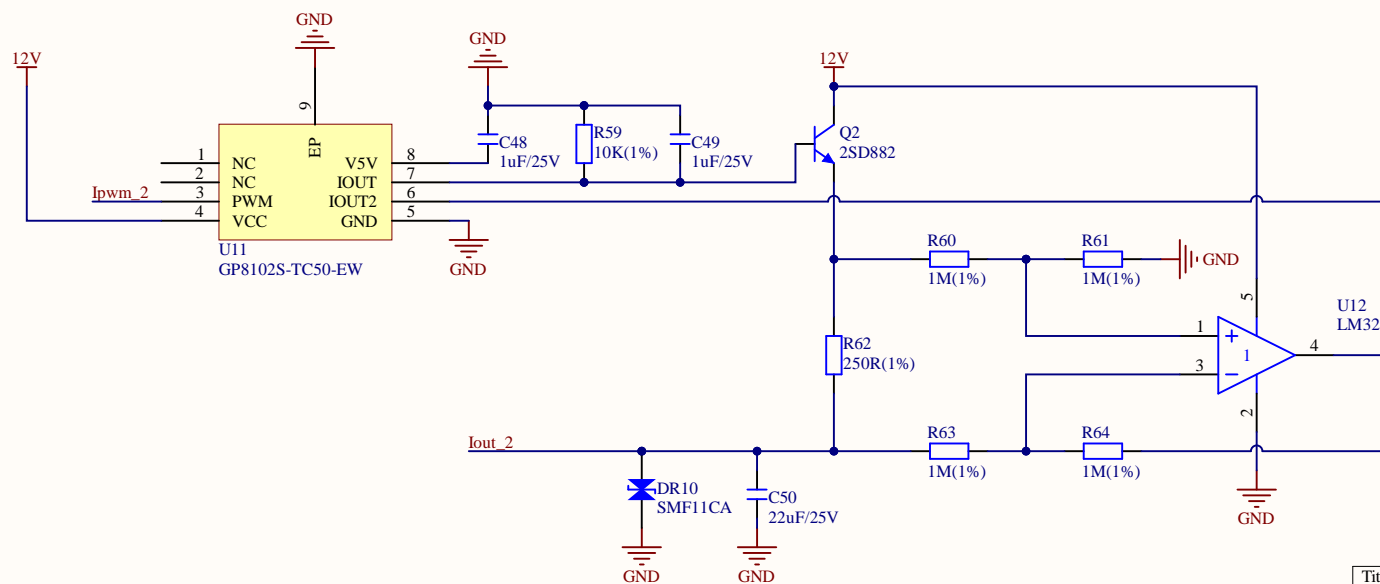 GND
12V
9
EP
1 NC
2 NC
Ipwm_2 3 PWM
4 VCC
V5V 8
IOUT 7
IOUT2 6
GND 5
U11
GP8102S-TC50-EW
GND
GND
C48
1uF/25V
R59
10K(1%)
C49
1uF/25V
12V
Q2
2SD882
R60
1M(1%)
R61
1M(1%)
GND
R62
250R(1%)
5
1
3
1
4
2
U12
LM32
GND
Iout_2
R63
1M(1%)
R64
1M(1%)
DR10
SMF11CA
GND
C50
22uF/25V
GND
Tit